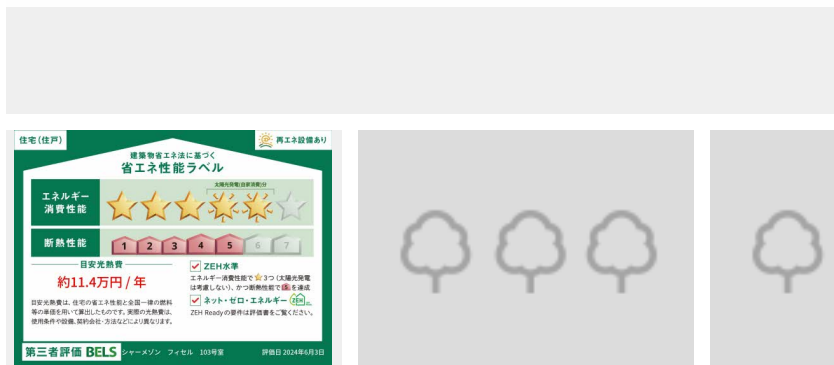 住宅(住戸)
再エネ設備あり
建築物省エネ法に基づく
省エネ性能ラベル
太陽光発電(自家消費)分
エネルギー
消費性能
断熱性能
1 2 3 4 5 6 7
目安光熱費
約11.4万円 / 年
目安光熱費は、住宅の省エネ性能と全国一律の燃料
等の単価を用いて算出したものです。実際の光熱費は、
使用条件や設備、契約会社・方法などにより異なります。
ZEH水準
エネルギー消費性能で☆3つ(太陽光発電
は考慮しない)、かつ断熱性能で5を達成
ネット・ゼロ・エネルギー ZEH
ZEH Readyの要件は評価書をご覧ください。
第三者評価 BELS シャーメゾン フィセル 103号室 評価日 2024年6月3日